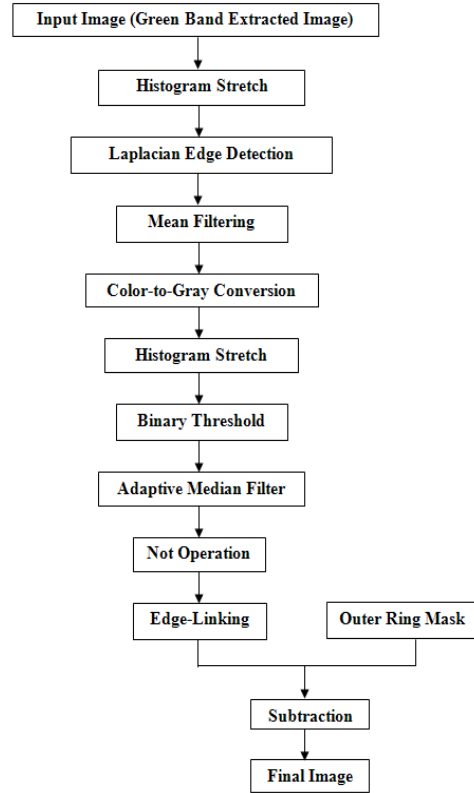 Input Image (Green Band Extracted Image)
Histogram Stretch
Laplacian Edge Detection
Mean Filtering
Color-to-Gray Conversion
Histogram Stretch
Binary Threshold
Adaptive Median Filter
Not Operation
Edge-Linking
Outer Ring Mask
Subtraction
Final Image